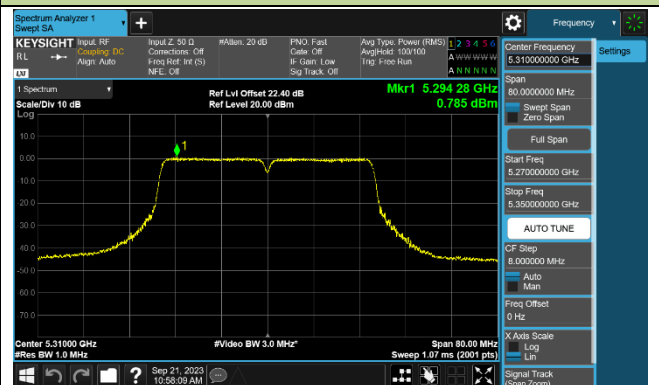 Spectrum Analyzer 1
Swept SA
Frequency
KEYSIGHT
RL
LXI
Input: RF
Coupling: DC
Align: Auto
Input Z: 50 Ω
Corrections: Off
Freq Ref: Int (S)
NFE: Off
#Atten: 20 dB
PNO: Fast
Gate: Off
IF Gain: Low
Sig Track: Off
Avg Type: Power (RMS)
Avg|Hold: 100/100
Trig: Free Run
1 2 3 4 5 6
A W W W W W
A N N N N N
1 Spectrum
Scale/Div 10 dB
Ref Lvl Offset 22.40 dB
Ref Level 20.00 dBm
Mkr1 5.294 28 GHz
0.785 dBm
Log
1
10.0
0.00
-10.0
-20.0
-30.0
-40.0
-50.0
-60.0
-70.0
Center 5.31000 GHz
#Res BW 1.0 MHz
#Video BW 3.0 MHz*
Span 80.00 MHz
Sweep 1.07 ms (2001 pts)
Sep 21, 2023
10:58:09 AM
Center Frequency
5.310000000 GHz
Settings
Span
80.0000000 MHz
Swept Span
Zero Span
Full Span
Start Freq
5.270000000 GHz
Stop Freq
5.350000000 GHz
AUTO TUNE
CF Step
8.000000 MHz
Auto
Man
Freq Offset
0 Hz
X Axis Scale
Log
Lin
Signal Track
(Span Zoom)